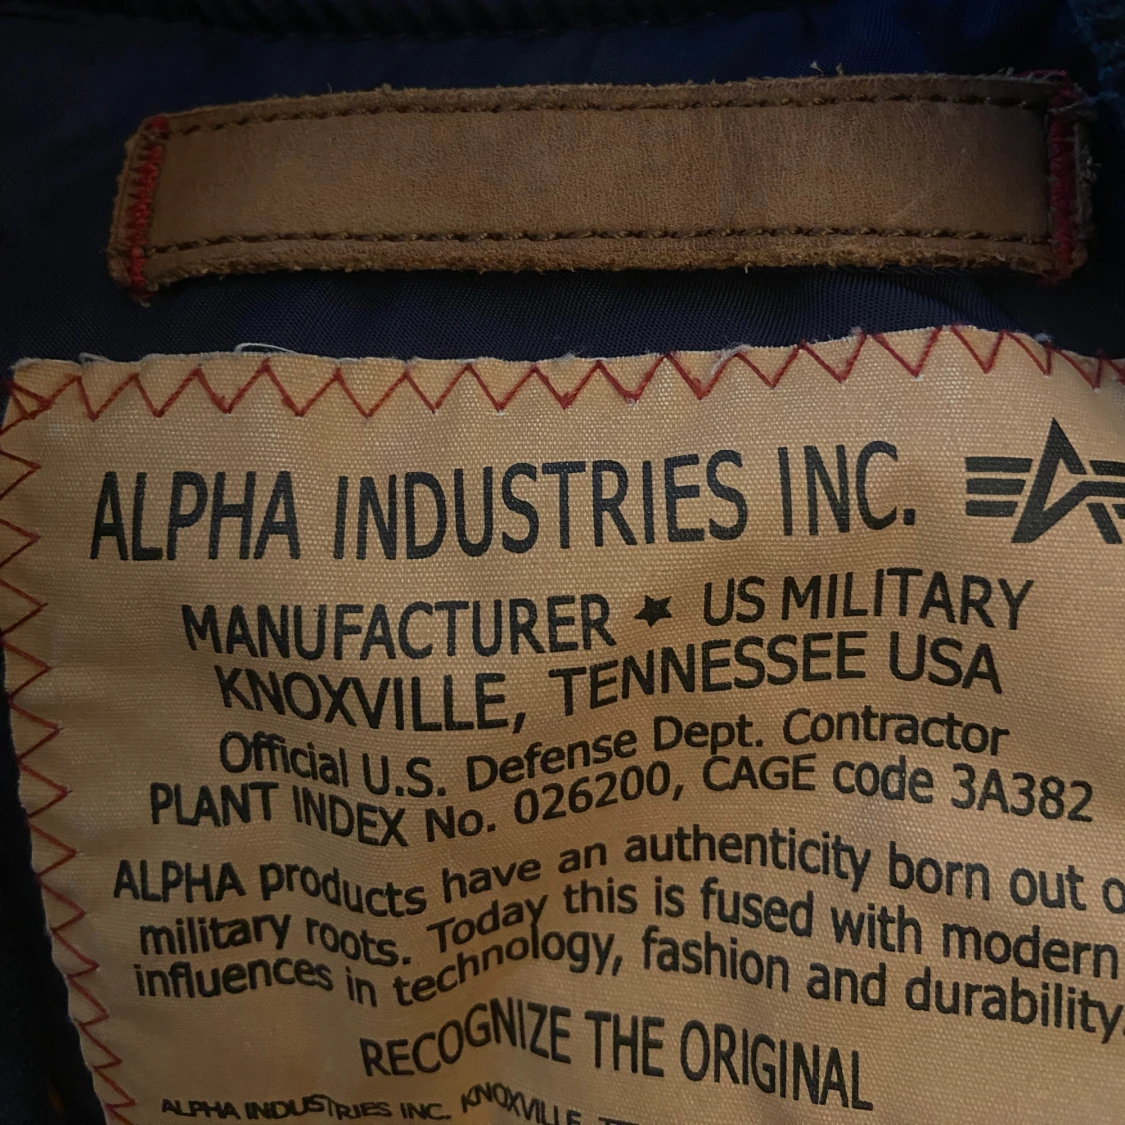 ALPHA INDUSTRIES INC.
MANUFACTURER ★ US MILITARY
KNOXVILLE, TENNESSEE USA
Official U.S. Defense Dept. Contractor
PLANT INDEX No. 026200, CAGE code 3A382
ALPHA products have an authenticity born out
military roots. Today this is fused with modern
influences in technology, fashion and durability.
RECOGNIZE THE ORIGINAL
ALPHA INDUSTRIES INC. KNOXVILLE